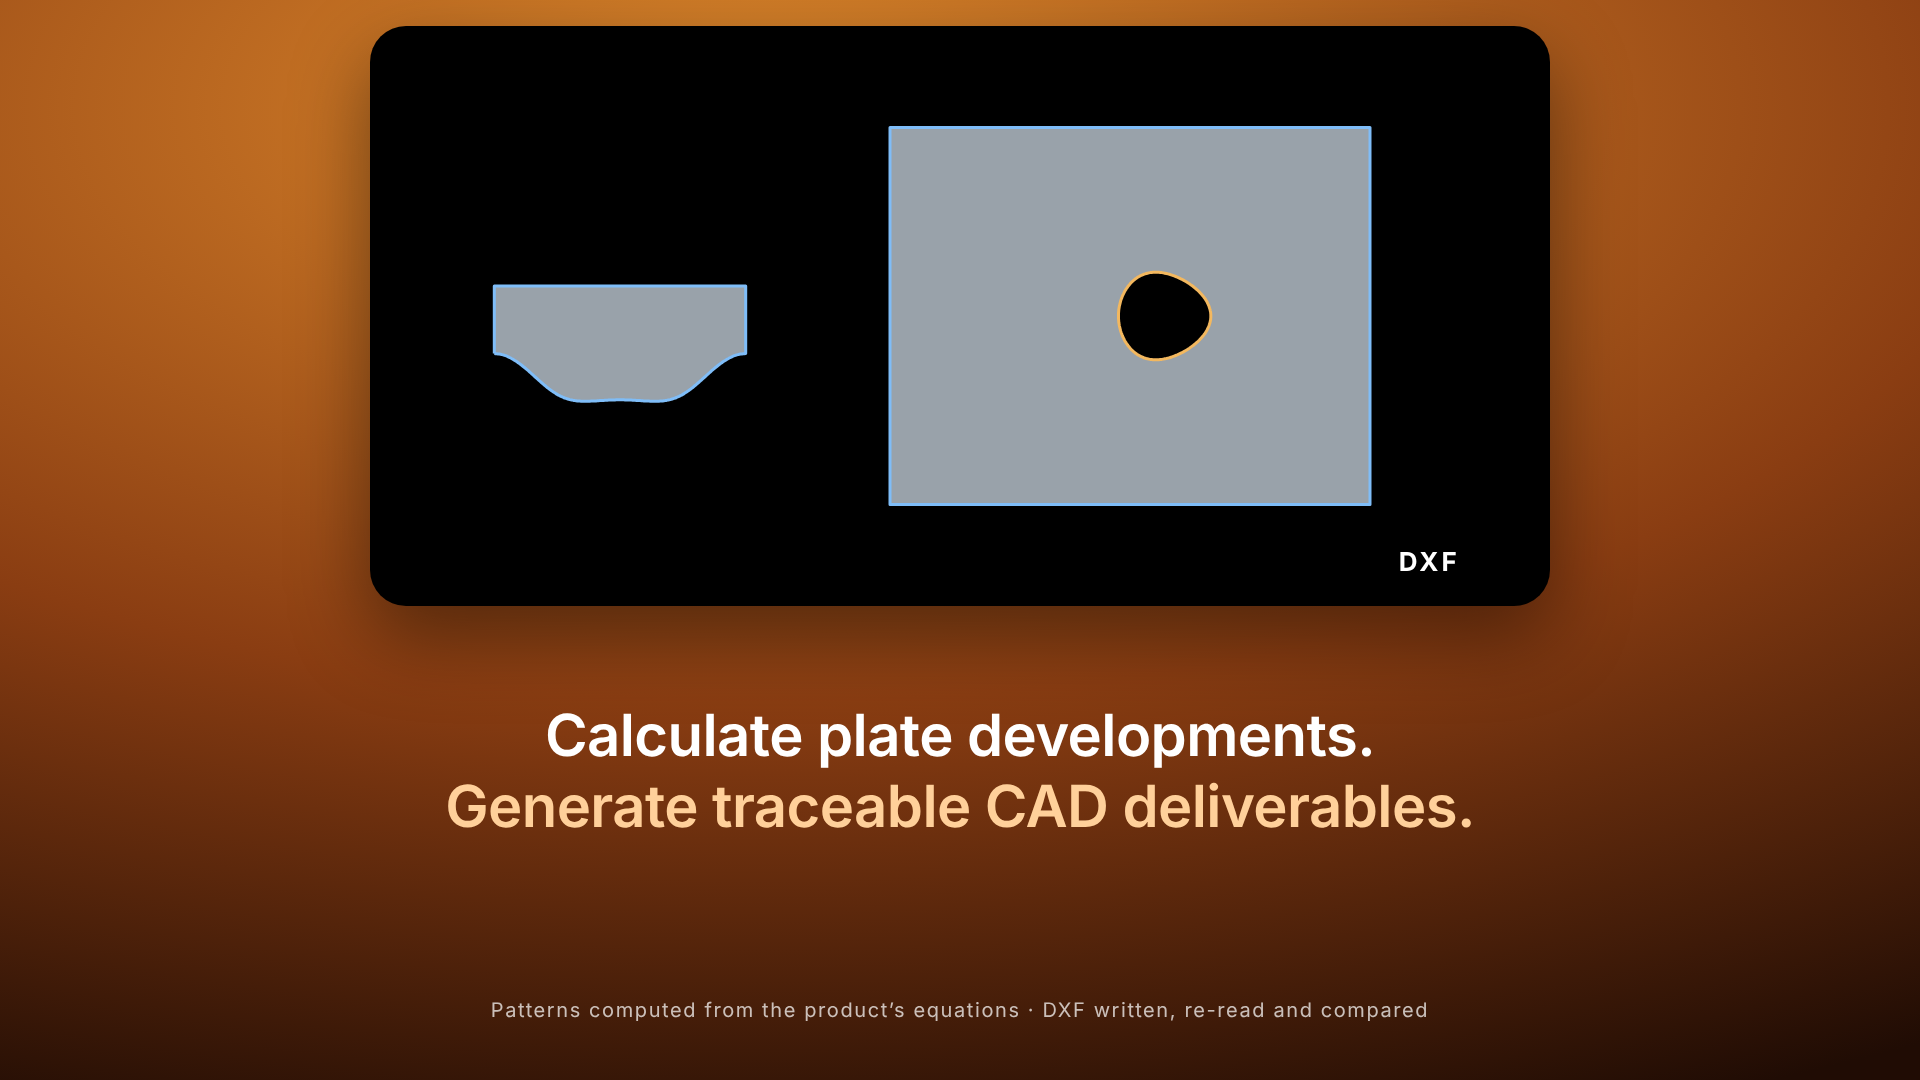 DXF
Calculate plate developments.
Generate traceable CAD deliverables.
Patterns computed from the product’s equations · DXF written, re-read and compared